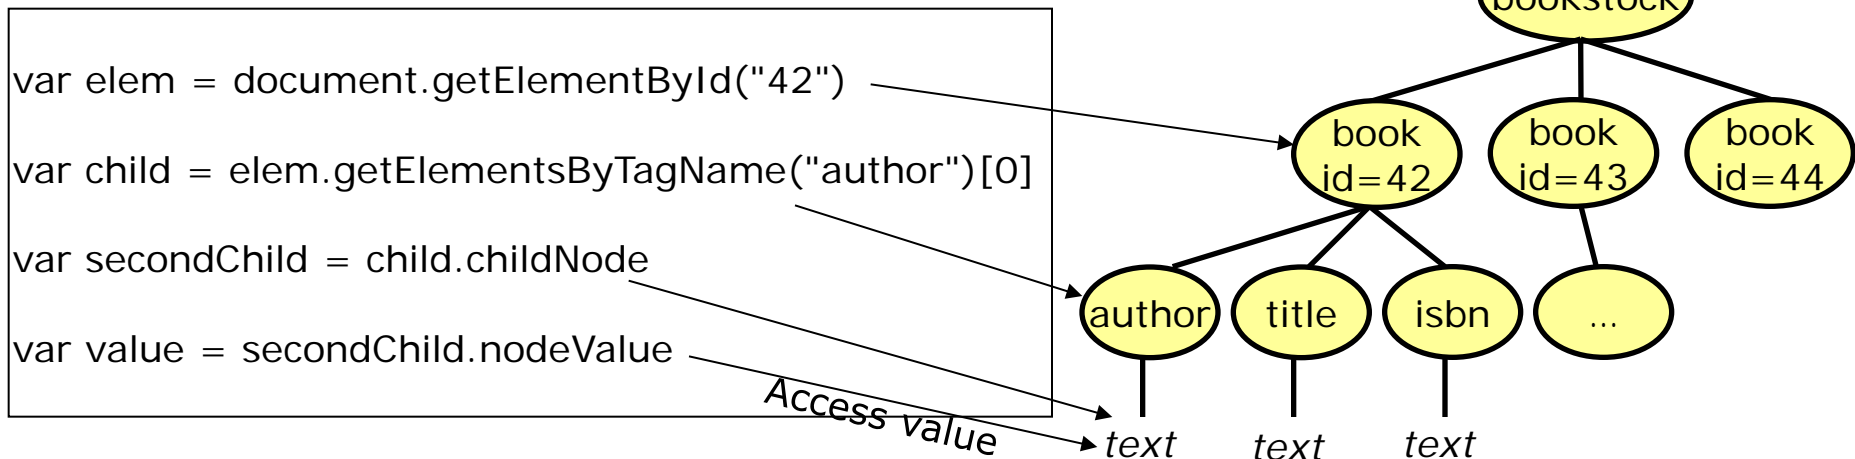 bookstock
var elem = document.getElementById("42")
var child = elem.getElementsByTagName("author")[0]
var secondChild = child.childNode
var value = secondChild.nodeValue
Access value
book
id=42
book
id=43
book
id=44
author
title
isbn
...
text
text
text